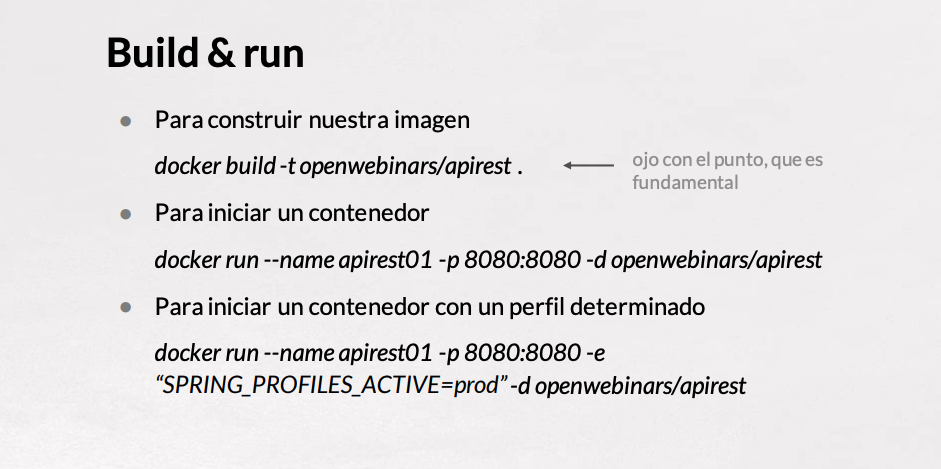 Build & run
● Para construir nuestra imagen
docker build -t openwebinars/apirest .
ojo con el punto, que es
fundamental
● Para iniciar un contenedor
docker run --name apirest01 -p 8080:8080 -d openwebinars/apirest
● Para iniciar un contenedor con un perfil determinado
docker run --name apirest01 -p 8080:8080 -e
“SPRING_PROFILES_ACTIVE=prod” -d openwebinars/apirest